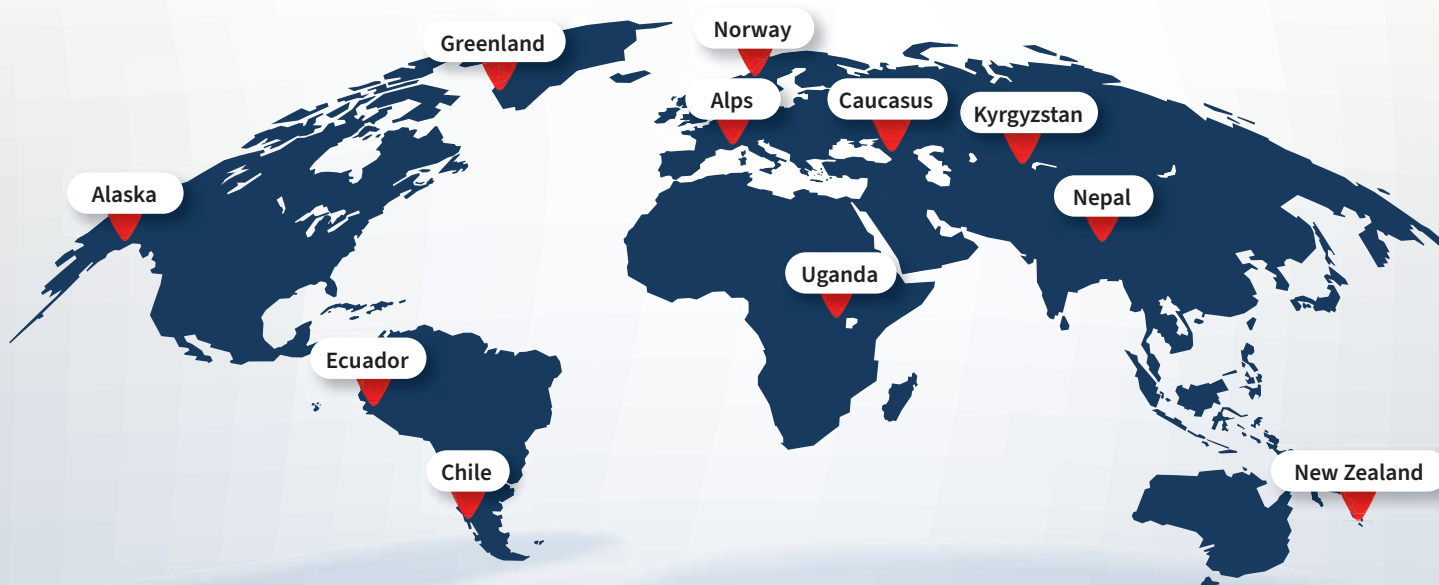 Norway
Greenland
Alps
Caucasus
Kyrgyzstan
Alaska
Nepal
Uganda
Ecuador
Chile
New Zealand